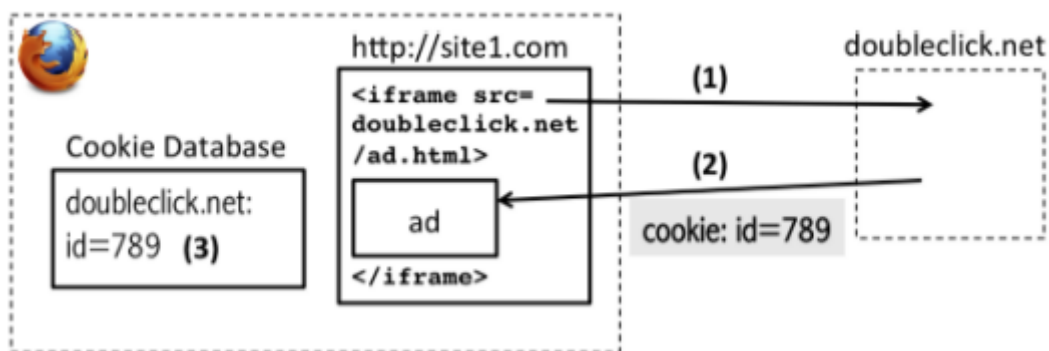 http://site1.com
doubleclick.net
<iframe src=
doubleclick.net
/ad.html>
(1)
Cookie Database
(2)
doubleclick.net:
id=789 (3)
ad
cookie: id=789
</iframe>